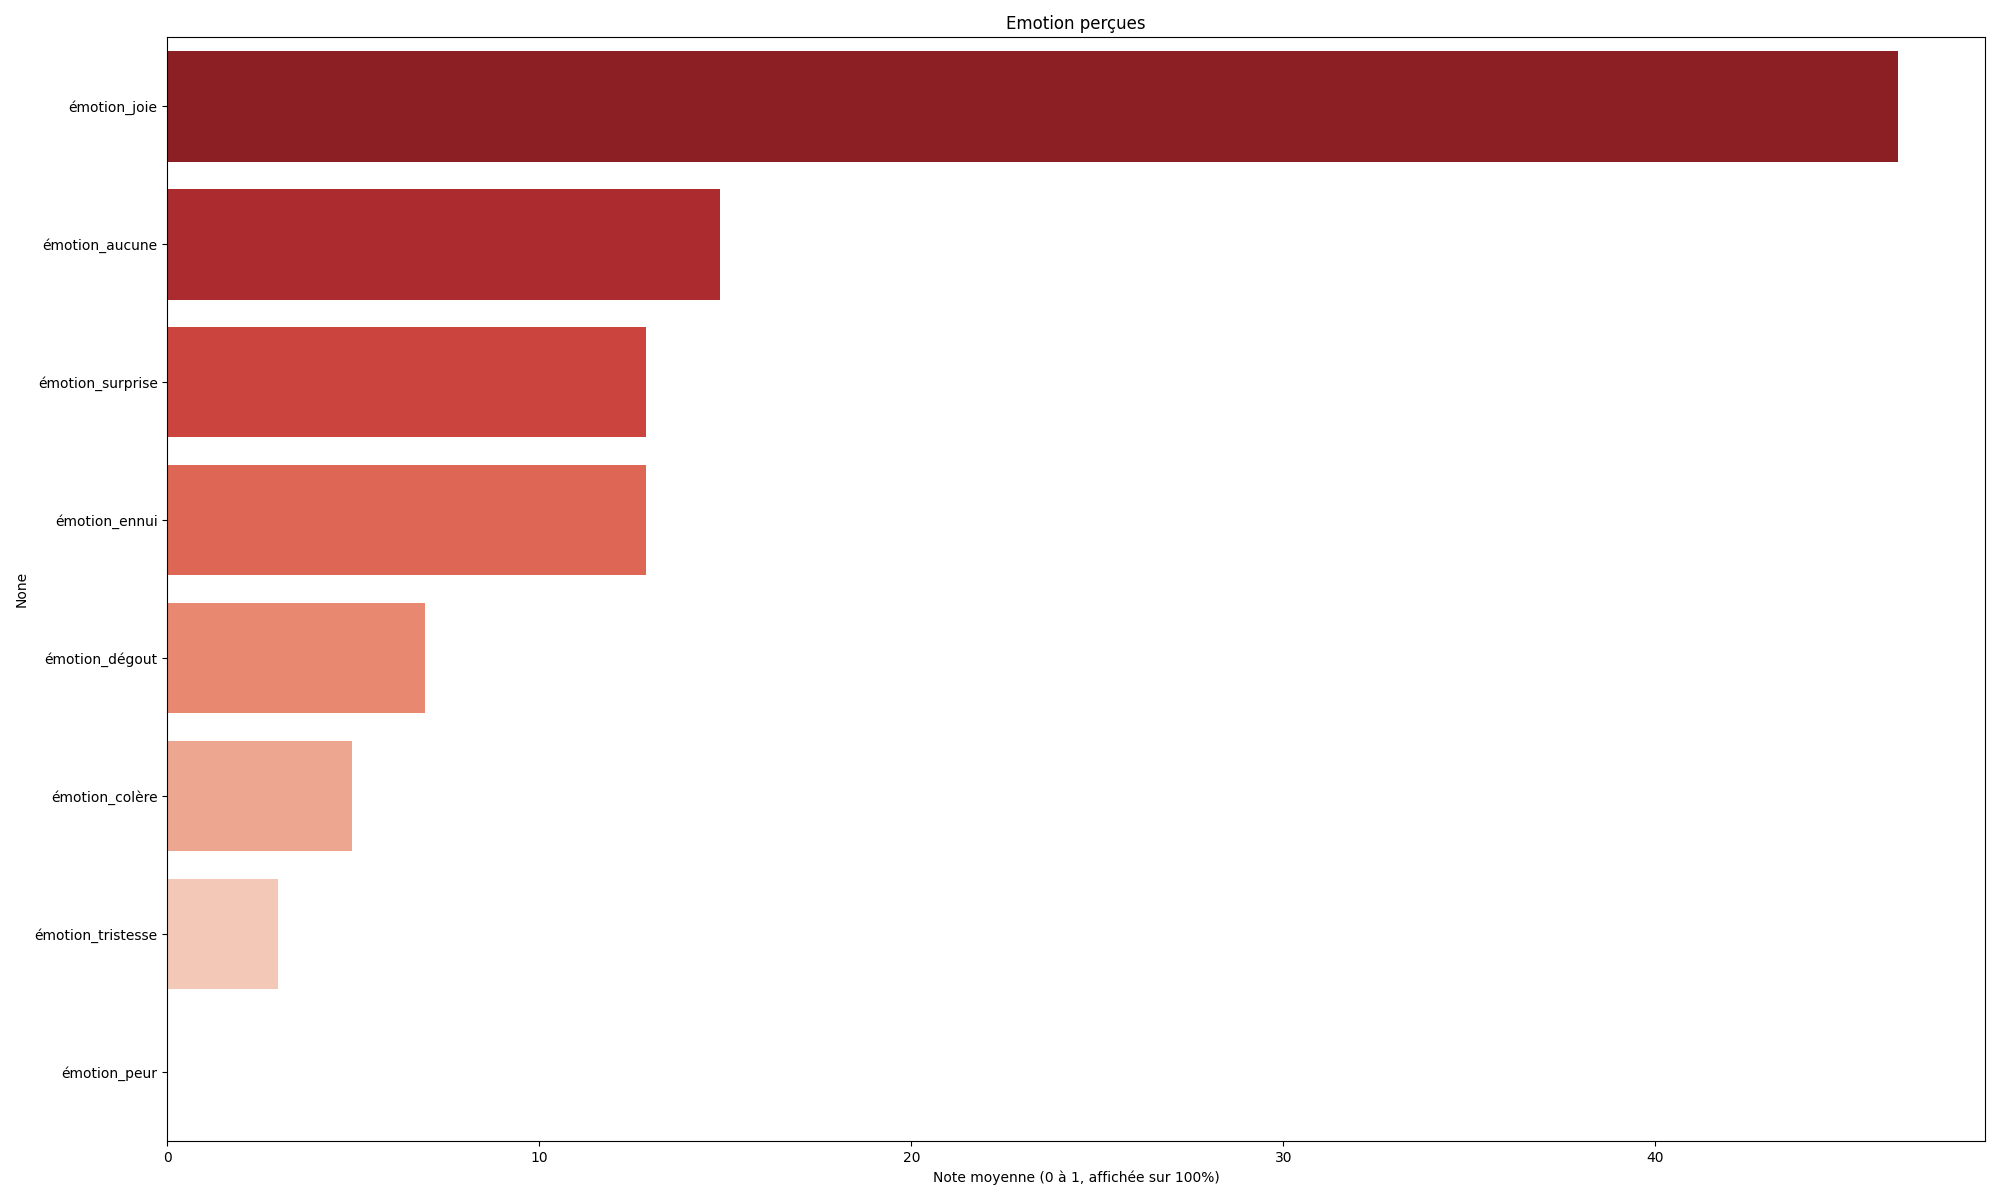 Emotion perçues
émotion_joie
émotion_aucune
émotion_surprise
émotion_ennui
émotion_dégout
émotion_colère
émotion_tristesse
émotion_peur
None
0 10 20 30 40
Note moyenne (0 à 1, affichée sur 100%)